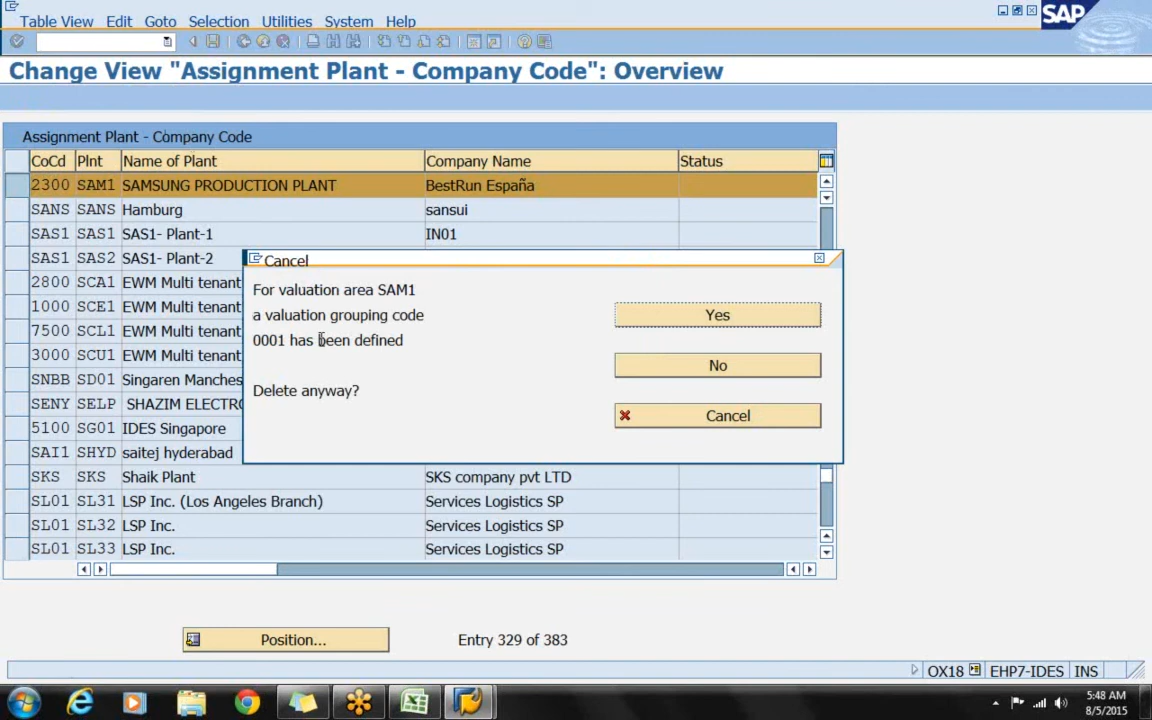 Table View Edit Goto Selection Utilities System Help
SAP
Change View "Assignment Plant - Company Code": Overview
Assignment Plant - Company Code
CoCd Plnt Name of Plant Company Name Status
2300 SAM1 SAMSUNG PRODUCTION PLANT BestRun España
SANS SANS Hamburg sansui
SAS1 SAS1 SAS1- Plant-1 IN01
SAS1 SAS2 SAS1- Plant-2
2800 SCA1 EWM Multi tenant
1000 SCE1 EWM Multi tenant
7500 SCL1 EWM Multi tenant
3000 SCU1 EWM Multi tenant
SNBB SD01 Singaren Manches
SENY SELP SHAZIM ELECTRO
5100 SG01 IDES Singapore
SAI1 SHYD saitej hyderabad
SKS SKS Shaik Plant SKS company pvt LTD
SL01 SL31 LSP Inc. (Los Angeles Branch) Services Logistics SP
SL01 SL32 LSP Inc. Services Logistics SP
SL01 SL33 LSP Inc. Services Logistics SP
Cancel
For valuation area SAM1
a valuation grouping code
0001 has been defined
Delete anyway?
Yes
No
Cancel
Position... Entry 329 of 383
OX18 EHP7-IDES INS
5:48 AM
8/5/2015